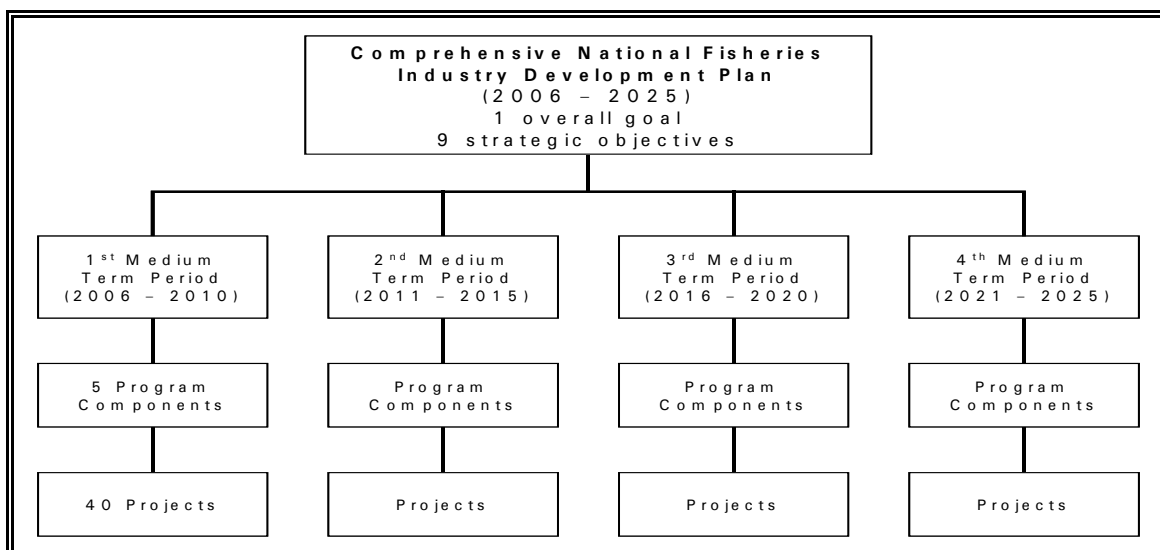 Comprehensive National Fisheries
Industry Development Plan
(2006 – 2025)
1 overall goal
9 strategic objectives
1st Medium
Term Period
(2006 – 2010)
2nd Medium
Term Period
(2011 – 2015)
3rd Medium
Term Period
(2016 – 2020)
4th Medium
Term Period
(2021 – 2025)
5 Program
Components
Program
Components
Program
Components
Program
Components
40 Projects
Projects
Projects
Projects